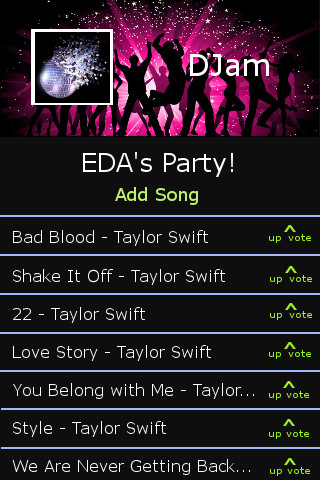 DJam
EDA's Party!
Add Song
Bad Blood - Taylor Swift
^
up vote
Shake It Off - Taylor Swift
^
up vote
22 - Taylor Swift
^
up vote
Love Story - Taylor Swift
^
up vote
You Belong with Me - Taylor...
^
up vote
Style - Taylor Swift
^
up vote
We Are Never Getting Back...
^
up vote